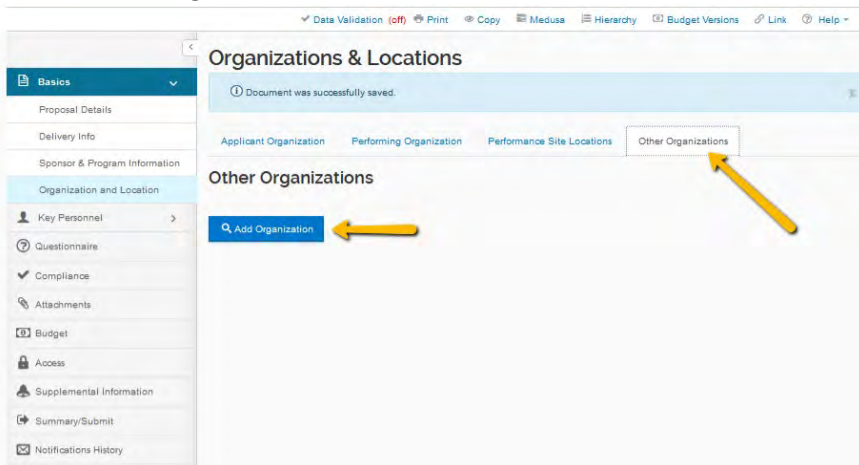 Data Validation (off) Print Copy Medusa Hierarchy Budget Versions Link Help
Organizations & Locations
Document was successfully saved.
Basics
Proposal Details
Delivery Info
Sponsor & Program Information
Organization and Location
Key Personnel
Questionnaire
Compliance
Attachments
Budget
Access
Supplemental Information
Summary/Submit
Notifications History
Applicant Organization Performing Organization Performance Site Locations Other Organizations
Other Organizations
Add Organization